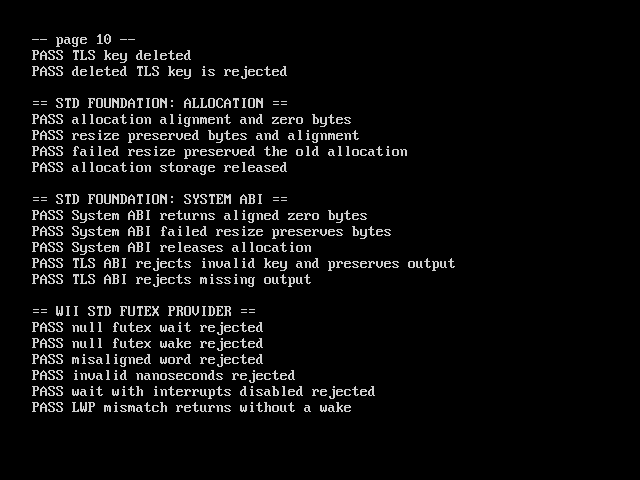 -- page 10 --
PASS TLS key deleted
PASS deleted TLS key is rejected
== STD FOUNDATION: ALLOCATION ==
PASS allocation alignment and zero bytes
PASS resize preserved bytes and alignment
PASS failed resize preserved the old allocation
PASS allocation storage released
== STD FOUNDATION: SYSTEM ABI ==
PASS System ABI returns aligned zero bytes
PASS System ABI failed resize preserves bytes
PASS System ABI releases allocation
PASS TLS ABI rejects invalid key and preserves output
PASS TLS ABI rejects missing output
== WII STD FUTEX PROVIDER ==
PASS null futex wait rejected
PASS null futex wake rejected
PASS misaligned word rejected
PASS invalid nanoseconds rejected
PASS wait with interrupts disabled rejected
PASS LWP mismatch returns without a wake